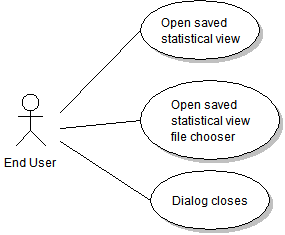 Open saved
statistical view
Open saved
statistical view
file chooser
End User
Dialog closes